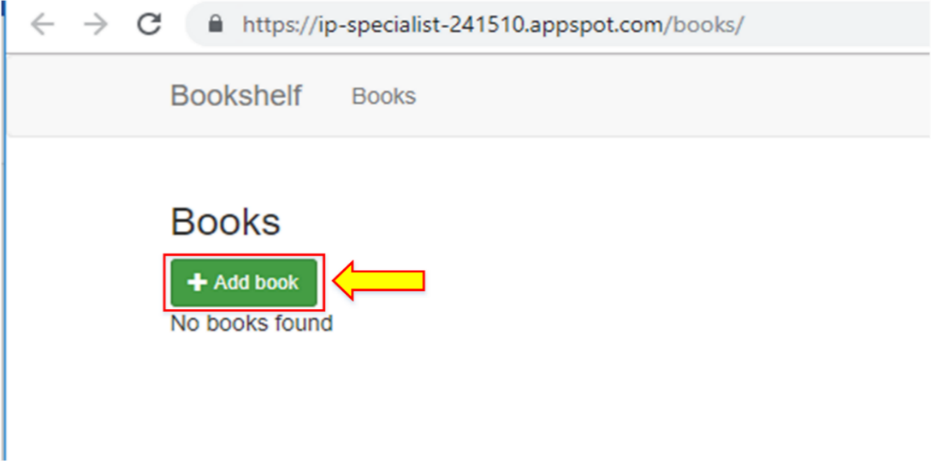 https://ip-specialist-241510.appspot.com/books/
Bookshelf Books
Books
+ Add book
No books found